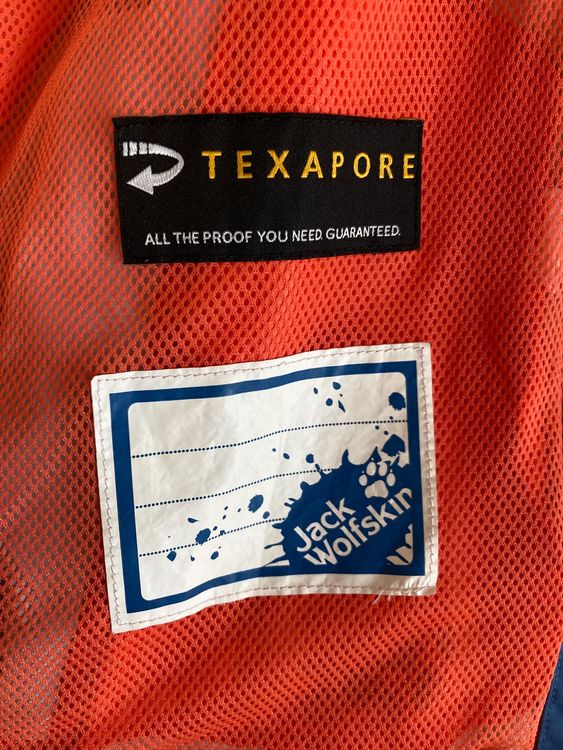 TEXAPORE
ALL THE PROOF YOU NEED. GUARANTEED.
Jack
Wolfskin